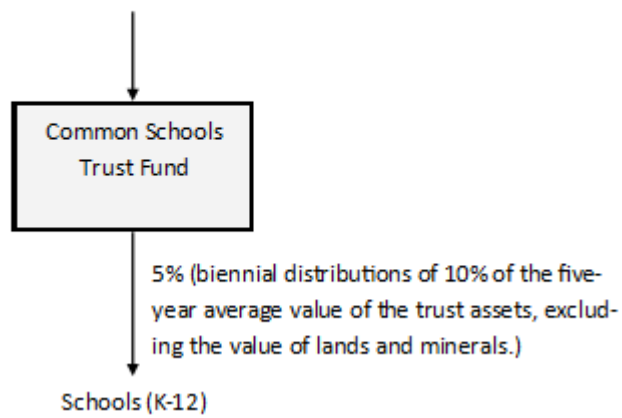 Common Schools
Trust Fund
5% (biennial distributions of 10% of the five-
year average value of the trust assets, exclud-
ing the value of lands and minerals.)
Schools (K-12)